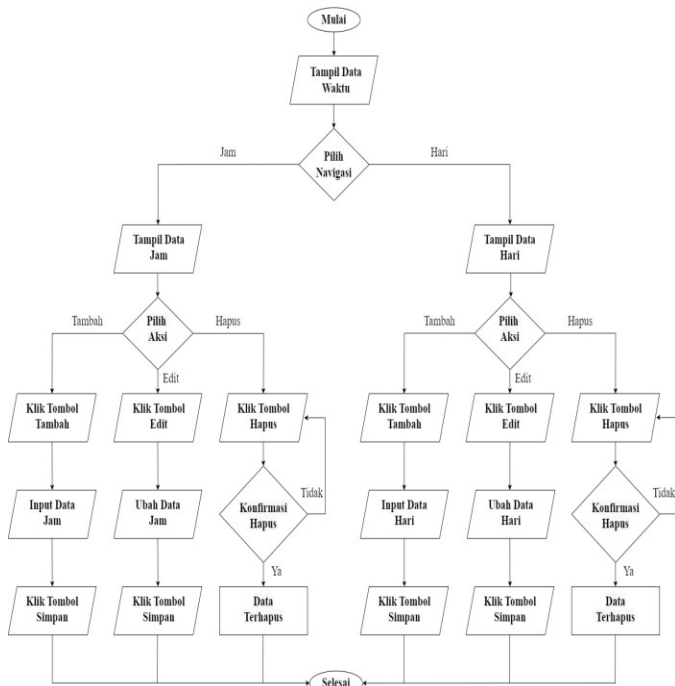 Mulai
Tampil Data
Waktu
Pilih
Navigasi
Jam
Hari
Tampil Data
Jam
Tampil Data
Hari
Pilih
Aksi
Tambah
Hapus
Edit
Pilih
Aksi
Tambah
Hapus
Edit
Klik Tombol
Tambah
Klik Tombol
Edit
Klik Tombol
Hapus
Klik Tombol
Tambah
Klik Tombol
Edit
Klik Tombol
Hapus
Input Data
Jam
Ubah Data
Jam
Konfirmasi
Hapus
Tidak
Ya
Input Data
Hari
Ubah Data
Hari
Konfirmasi
Hapus
Tidak
Ya
Klik Tombol
Simpan
Klik Tombol
Simpan
Data
Terhapus
Klik Tombol
Simpan
Klik Tombol
Simpan
Data
Terhapus
Selesai